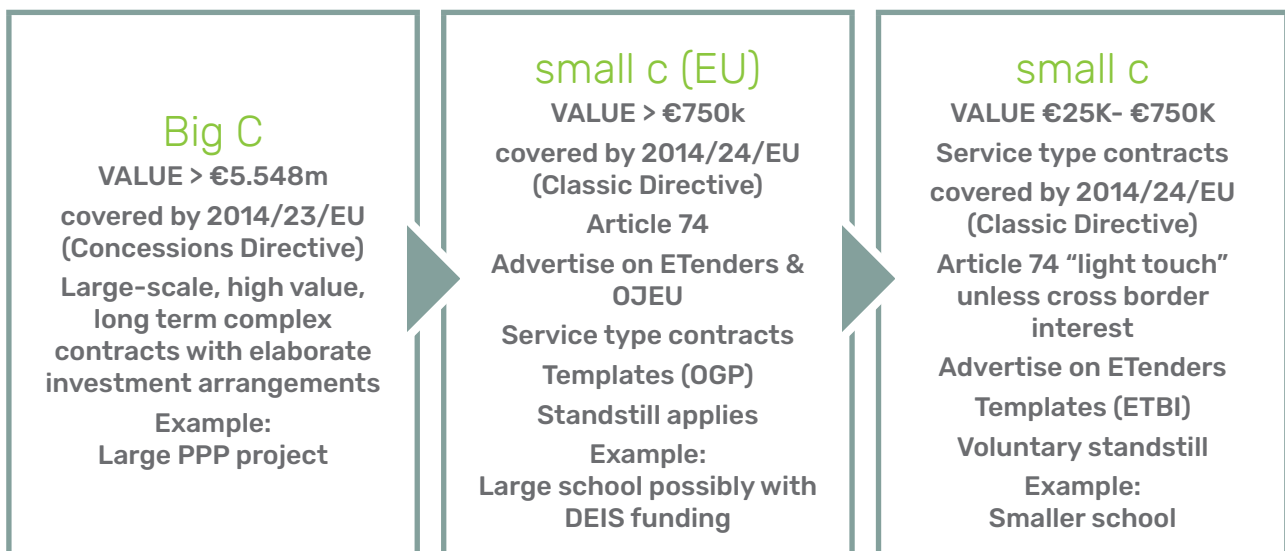 Big C
VALUE > €5.548m
covered by 2014/23/EU
(Concessions Directive)
Large-scale, high value,
long term complex
contracts with elaborate
investment arrangements
Example:
Large PPP project
small c (EU)
VALUE > €750k
covered by 2014/24/EU
(Classic Directive)
Article 74
Advertise on ETenders &
OJEU
Service type contracts
Templates (OGP)
Standstill applies
Example:
Large school possibly with
DEIS funding
small c
VALUE €25K- €750K
Service type contracts
covered by 2014/24/EU
(Classic Directive)
Article 74 “light touch”
unless cross border
interest
Advertise on ETenders
Templates (ETBI)
Voluntary standstill
Example:
Smaller school